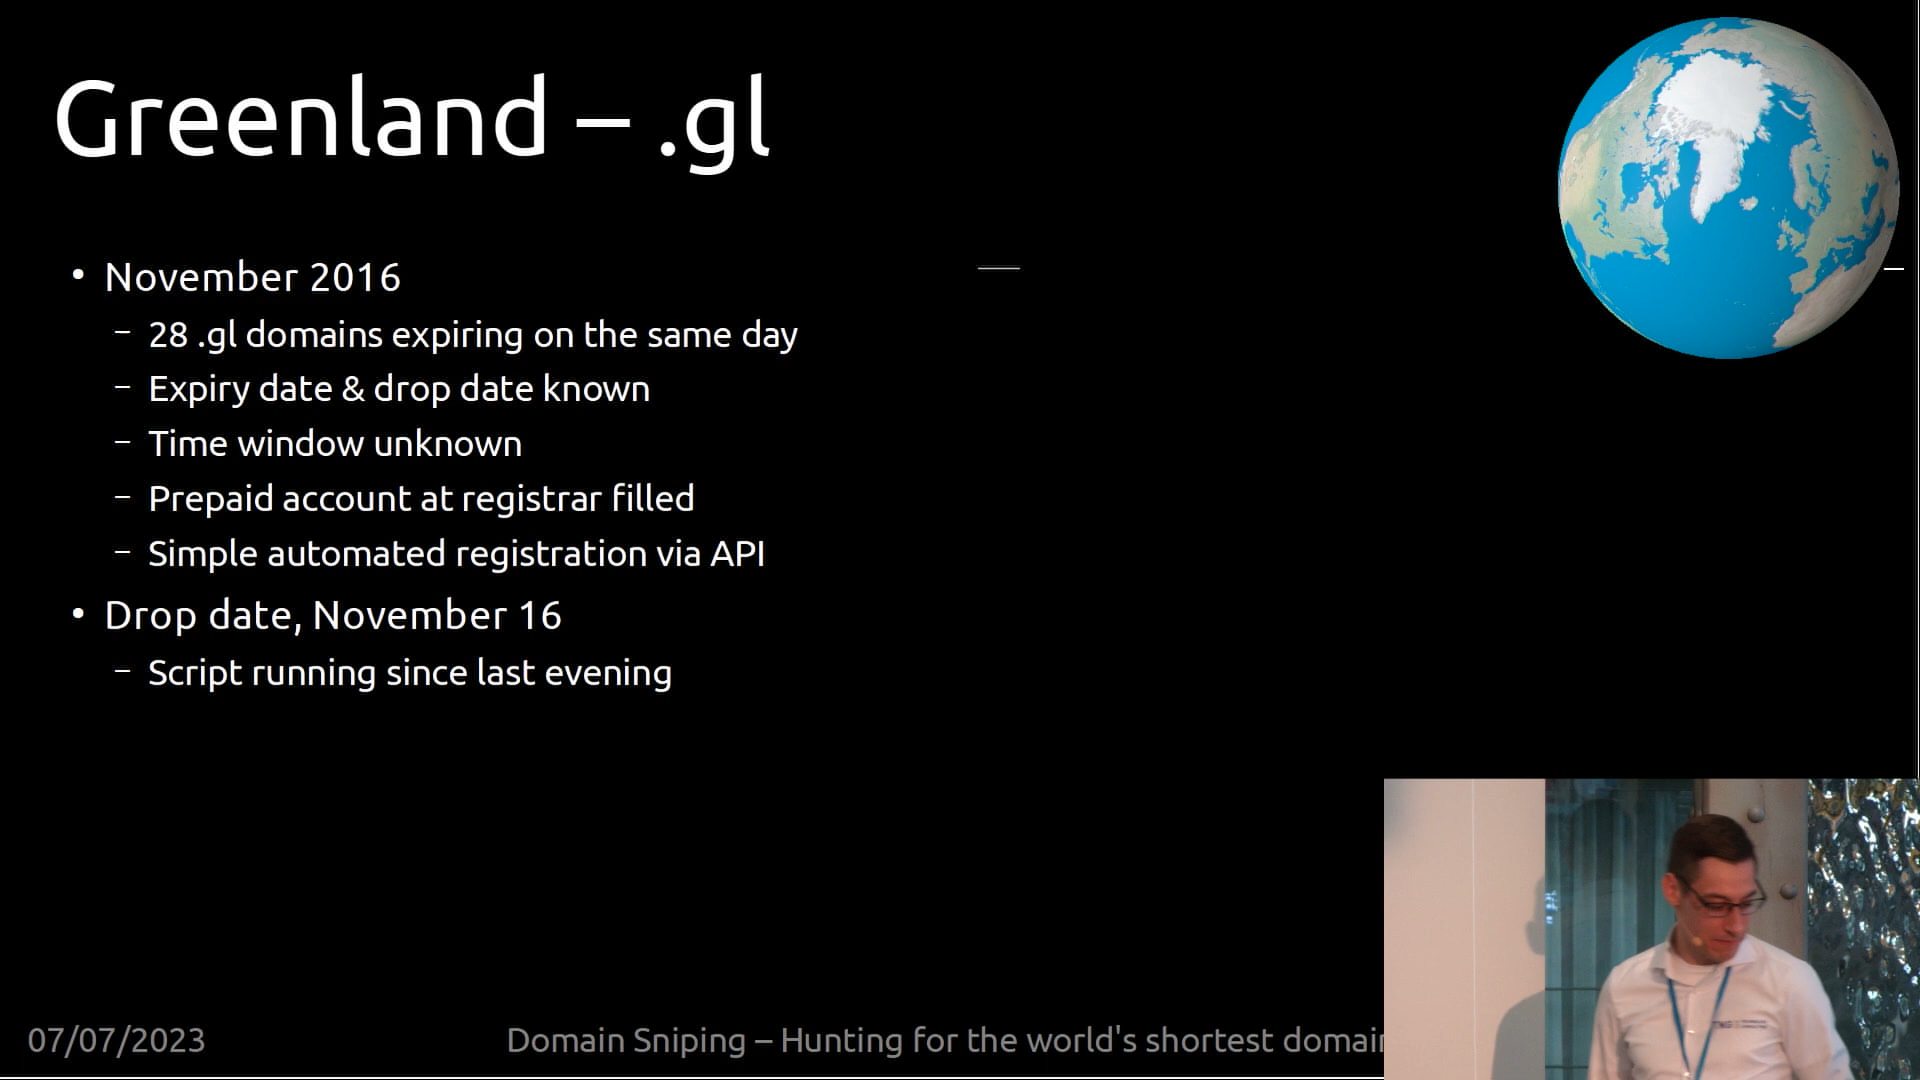 Greenland – .gl
• November 2016
– 28 .gl domains expiring on the same day
– Expiry date & drop date known
– Time window unknown
– Prepaid account at registrar filled
– Simple automated registration via API
• Drop date, November 16
– Script running since last evening
07/07/2023
Domain Sniping – Hunting for the world's shortest domain